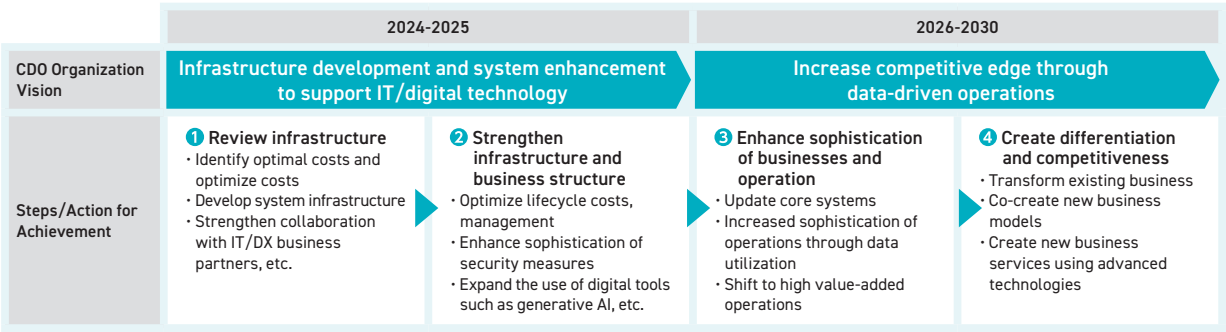 2024-2025
2026-2030
CDO Organization
Vision
Infrastructure development and system enhancement
to support IT/digital technology
Increase competitive edge through
data-driven operations
Steps/Action for
Achievement
1 Review infrastructure
・Identify optimal costs and
optimize costs
・Develop system infrastructure
・Strengthen collaboration
with IT/DX business
partners, etc.
2 Strengthen
infrastructure and
business structure
・Optimize lifecycle costs,
management
・Enhance sophistication of
security measures
・Expand the use of digital tools
such as generative AI, etc.
3 Enhance sophistication
of businesses and
operation
・Update core systems
・Increased sophistication of
operations through data
utilization
・Shift to high value-added
operations
4 Create differentiation
and competitiveness
・Transform existing business
・Co-create new business
models
・Create new business
services using advanced
technologies